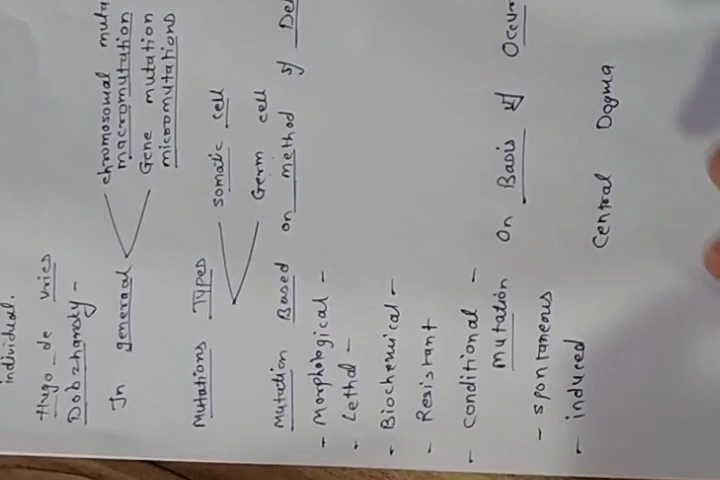 individual.
Hugo-de vries
Dobzhansky -
In general
chromosomal muta
macromutation
Gene mutation
micromutations
Mutations Types
somatic cell
Germ cell
Mutation Based on method of De
- Morphological -
- Lethal -
- Biochemical -
- Resistant
- Conditional -
Mutation On Basis of Occur
- spontaneous
- induced
Central Dogma